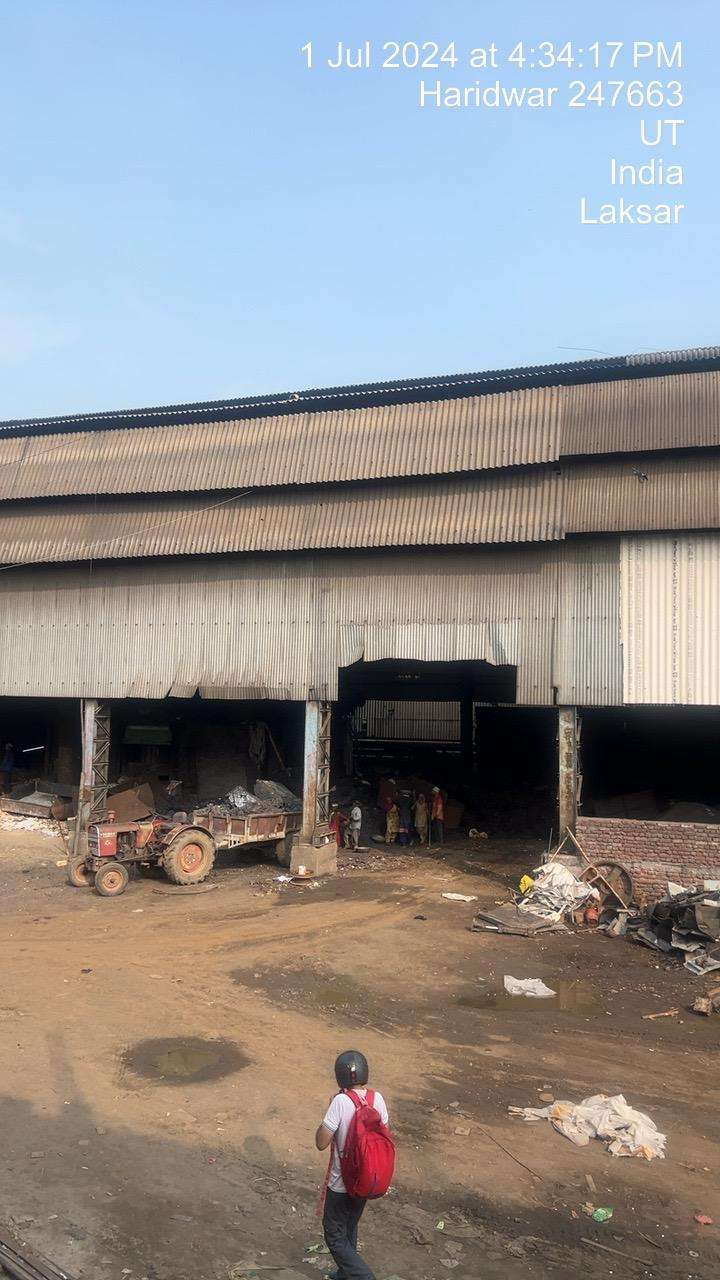 1 Jul 2024 at 4:34:17 PM
Haridwar 247663
UT
India
Laksar